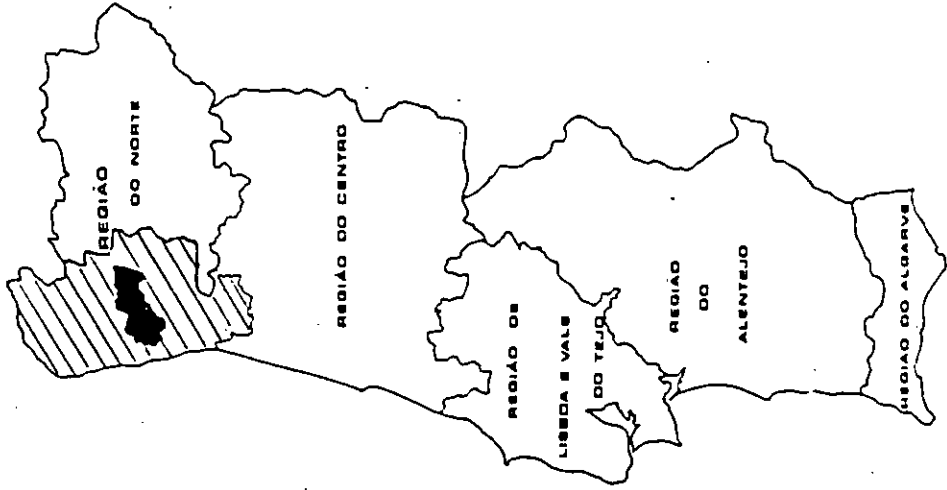 REGIÃO
DO NORTE
REGIÃO DO CENTRO
REGIÃO DE
LISBOA E VALE
DO TEJO
REGIÃO
DO
ALENTEJO
REGIÃO DO ALGARVE